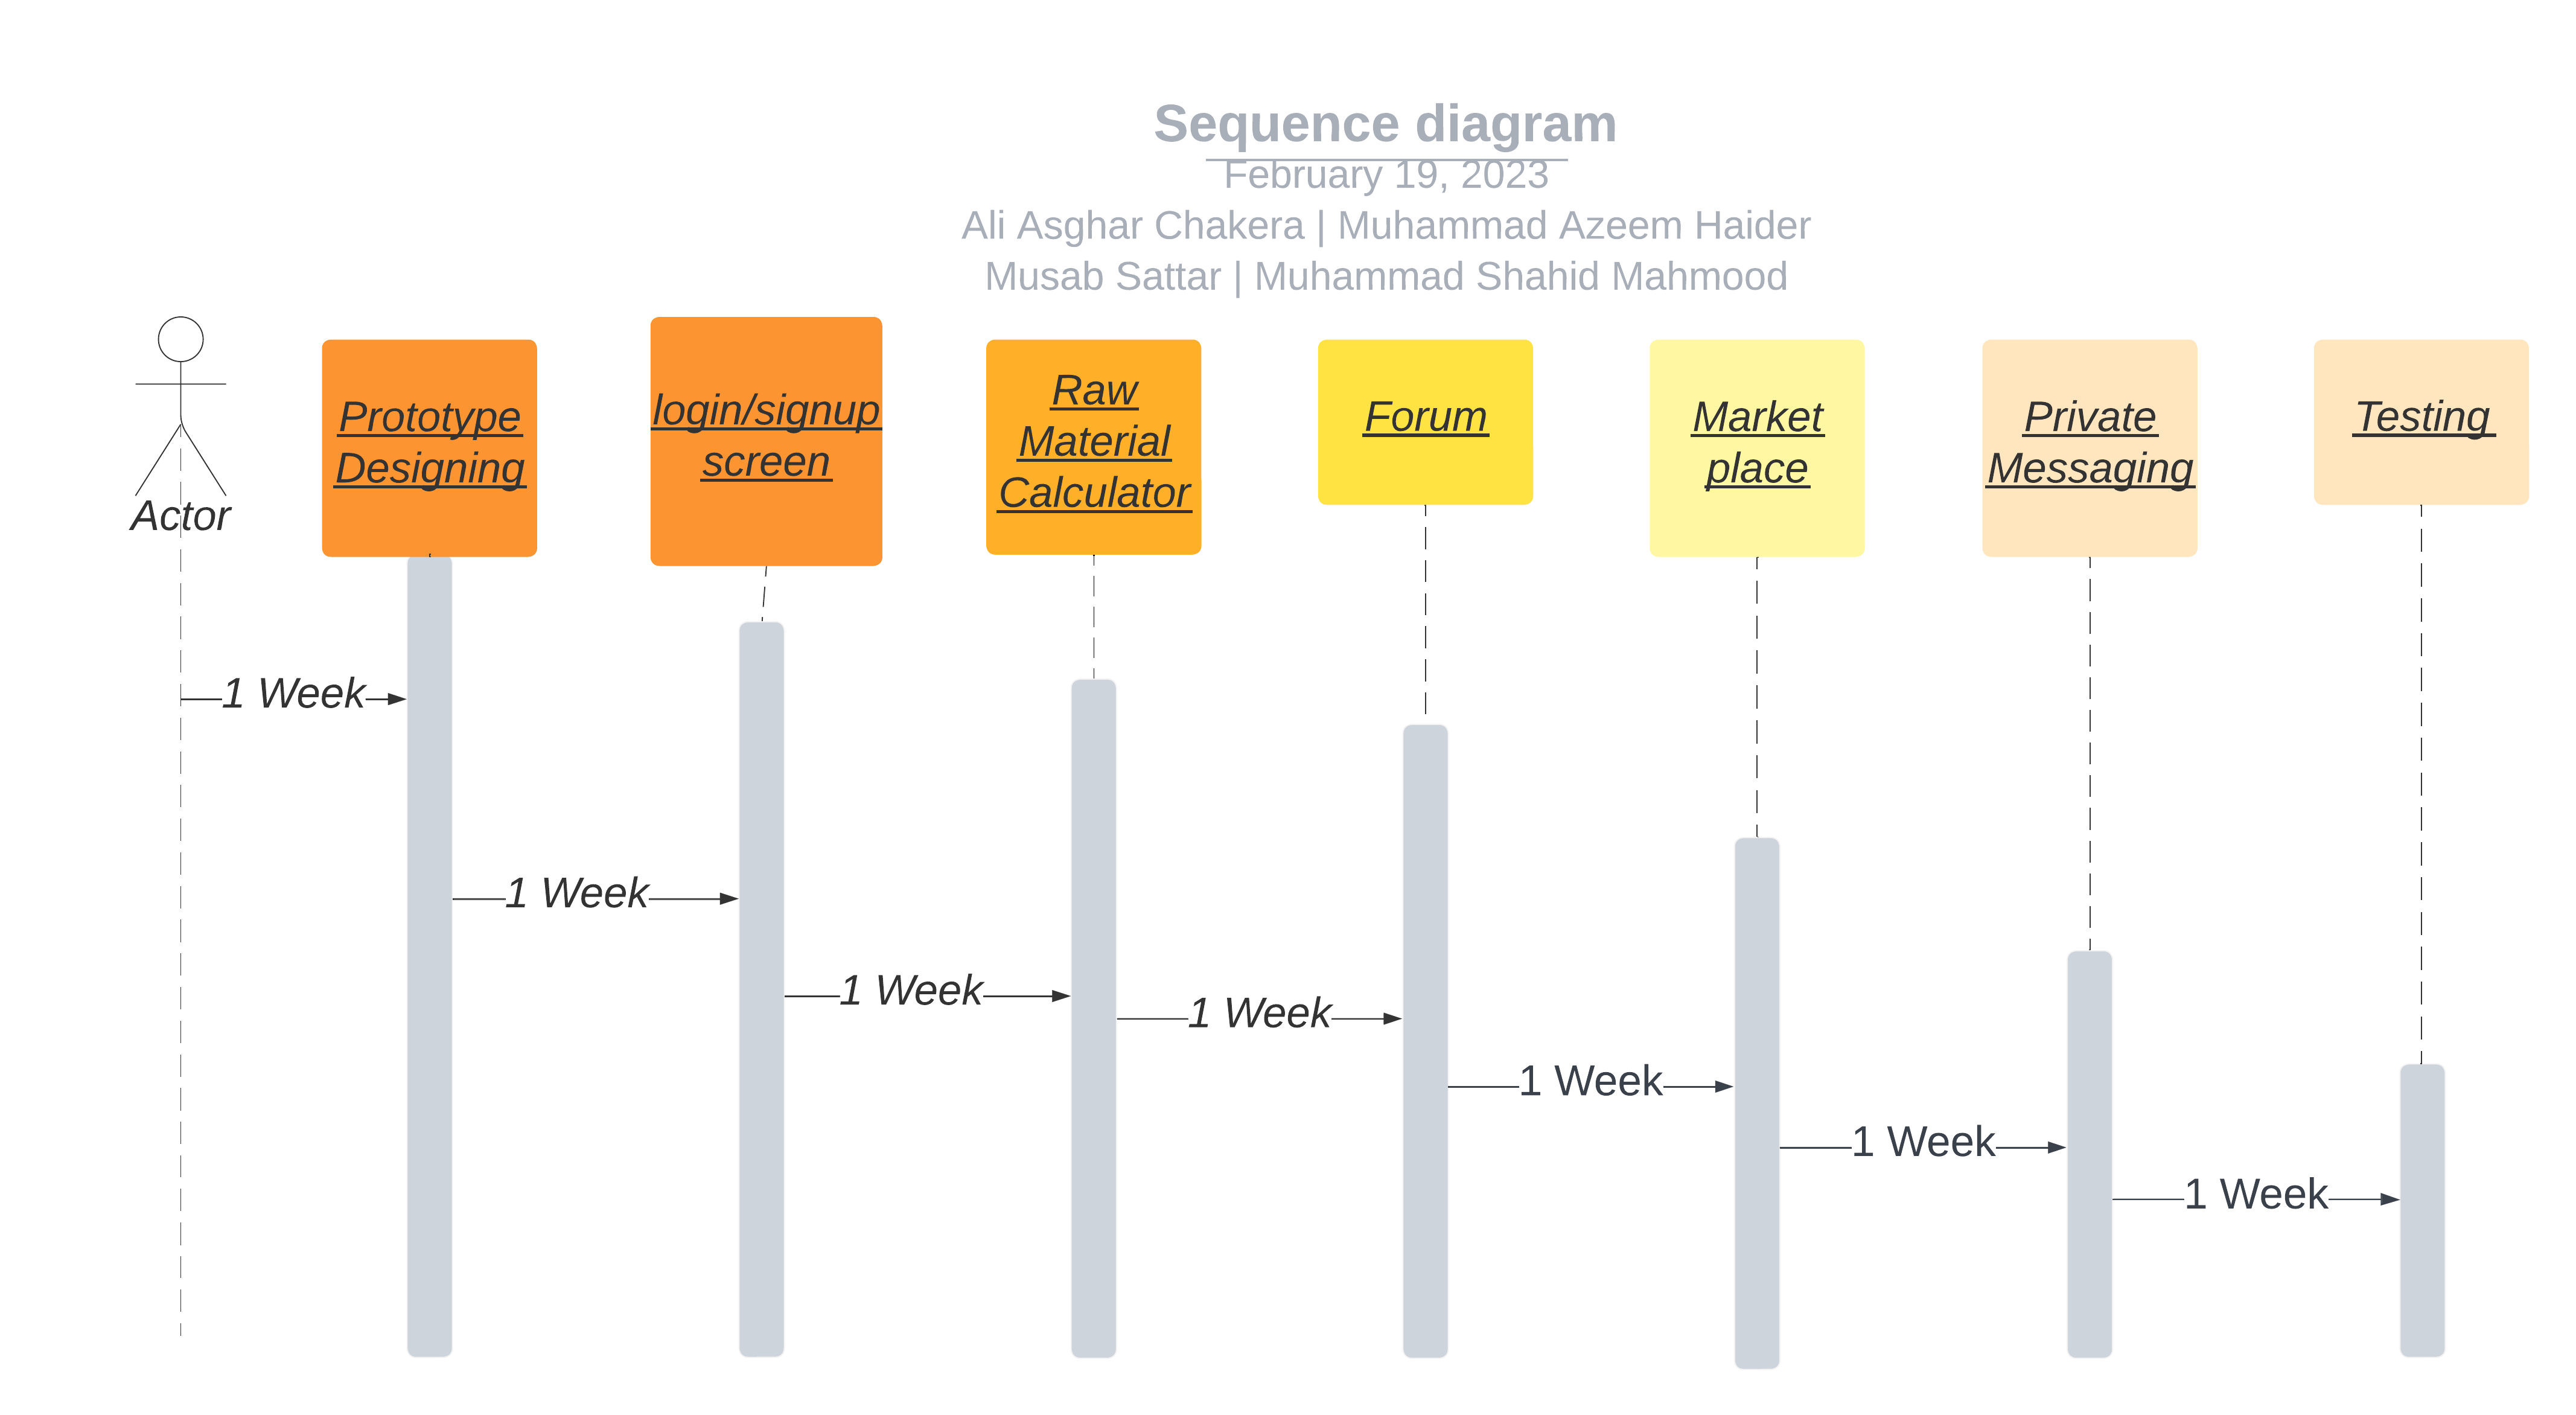 Sequence diagram
February 19, 2023
Ali Asghar Chakera | Muhammad Azeem Haider
Musab Sattar | Muhammad Shahid Mahmood
Actor
Prototype
Designing
login/signup
screen
Raw
Material
Calculator
Forum
Market
place
Private
Messaging
Testing
1 Week
1 Week
1 Week
1 Week
1 Week
1 Week
1 Week